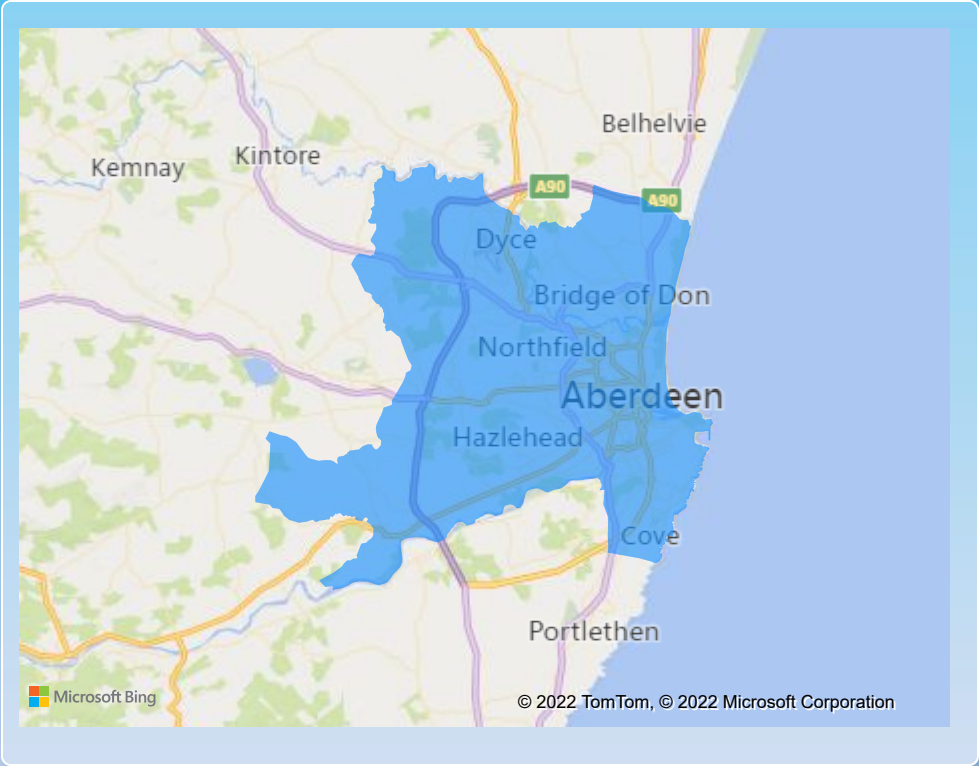 Belhelvie
Kintore
Kemnay
A90
A90
Dyce
Bridge of Don
Northfield
Aberdeen
Hazlehead
Cove
Portlethen
Microsoft Bing
© 2022 TomTom, © 2022 Microsoft Corporation